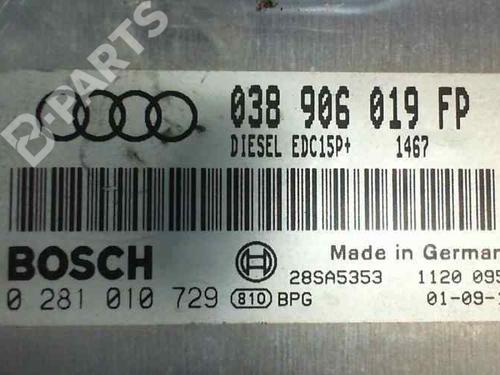 B-PARTS
038 906 019 FP
DIESEL EDC15P+ 1467
BOSCH
Made in German
28SA5353 1120 095
0 281 010 729 810 BPG 01-09-